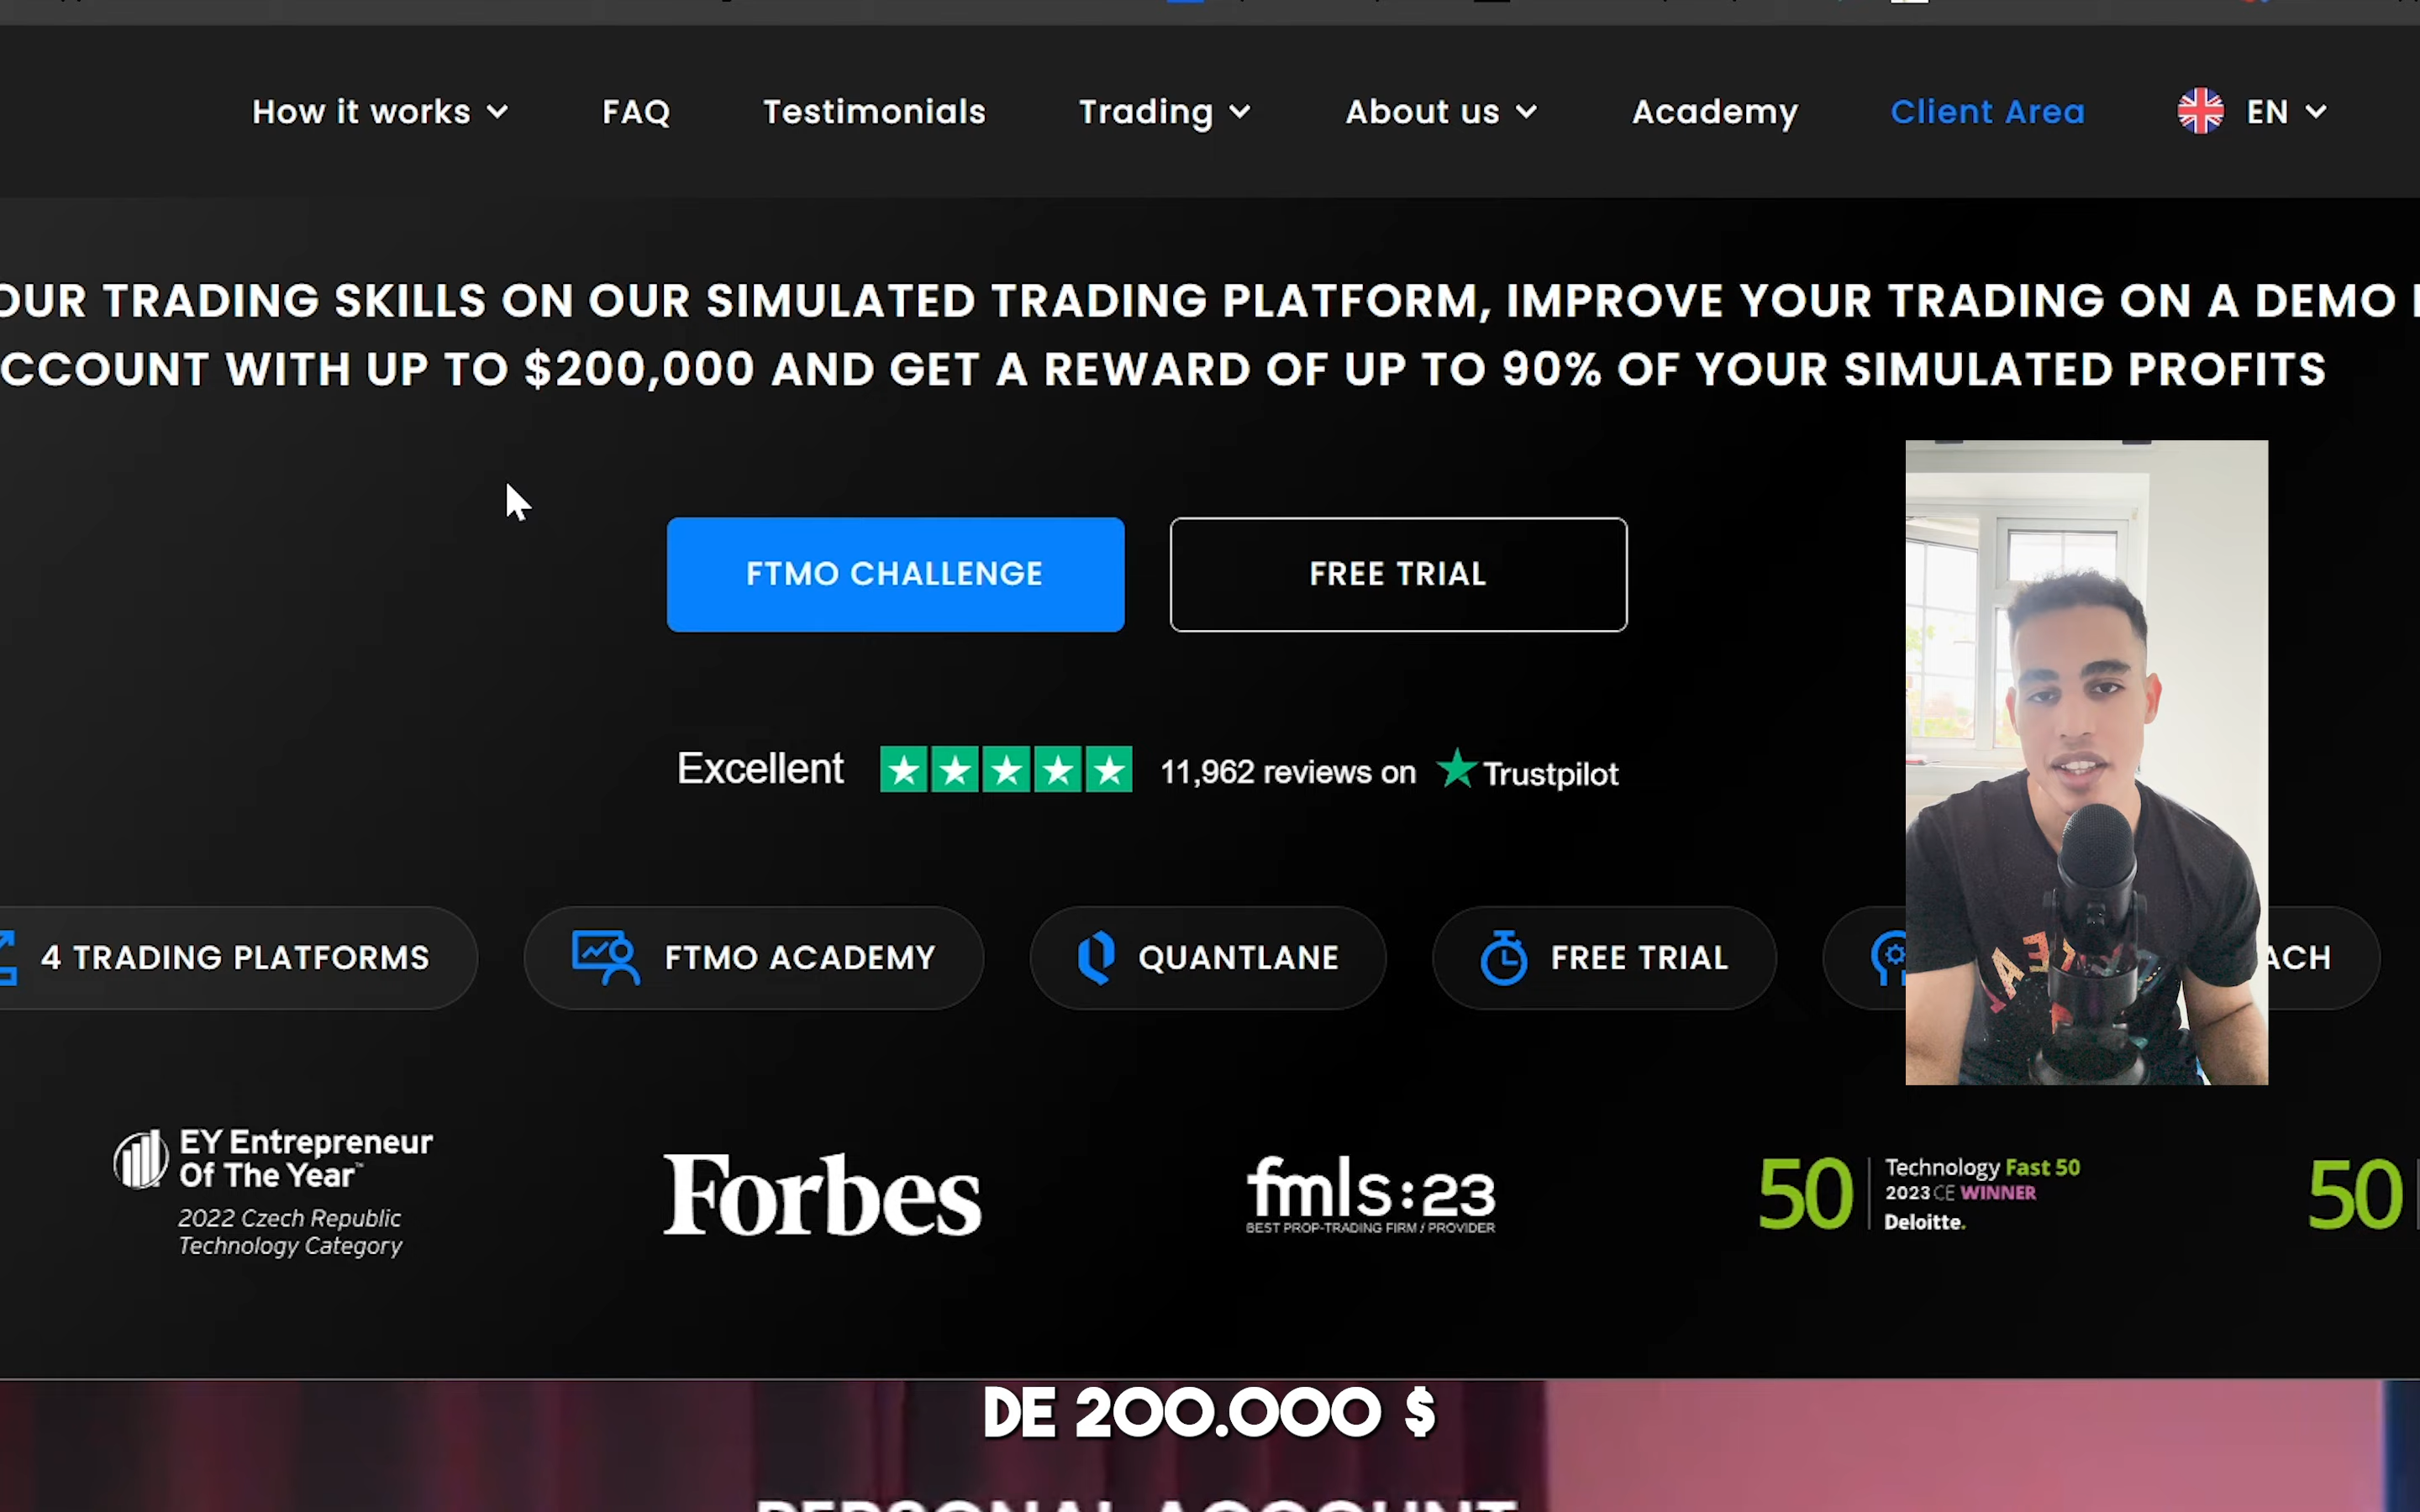 How it works
FAQ
Testimonials
Trading
About us
Academy
Client Area
EN
OUR TRADING SKILLS ON OUR SIMULATED TRADING PLATFORM, IMPROVE YOUR TRADING ON A DEMO
CCOUNT WITH UP TO $200,000 AND GET A REWARD OF UP TO 90% OF YOUR SIMULATED PROFITS
FTMO CHALLENGE
FREE TRIAL
Excellent
11,962 reviews on
Trustpilot
4 TRADING PLATFORMS
FTMO ACADEMY
QUANTLANE
FREE TRIAL
ACH
EY Entrepreneur
Of The Year™
2022 Czech Republic
Technology Category
Forbes
fmls:23
BEST PROP-TRADING FIRM / PROVIDER
50
Technology Fast 50
2023 CE WINNER
Deloitte.
50
DE 200.000 $
PERSONAL ACCOUNT